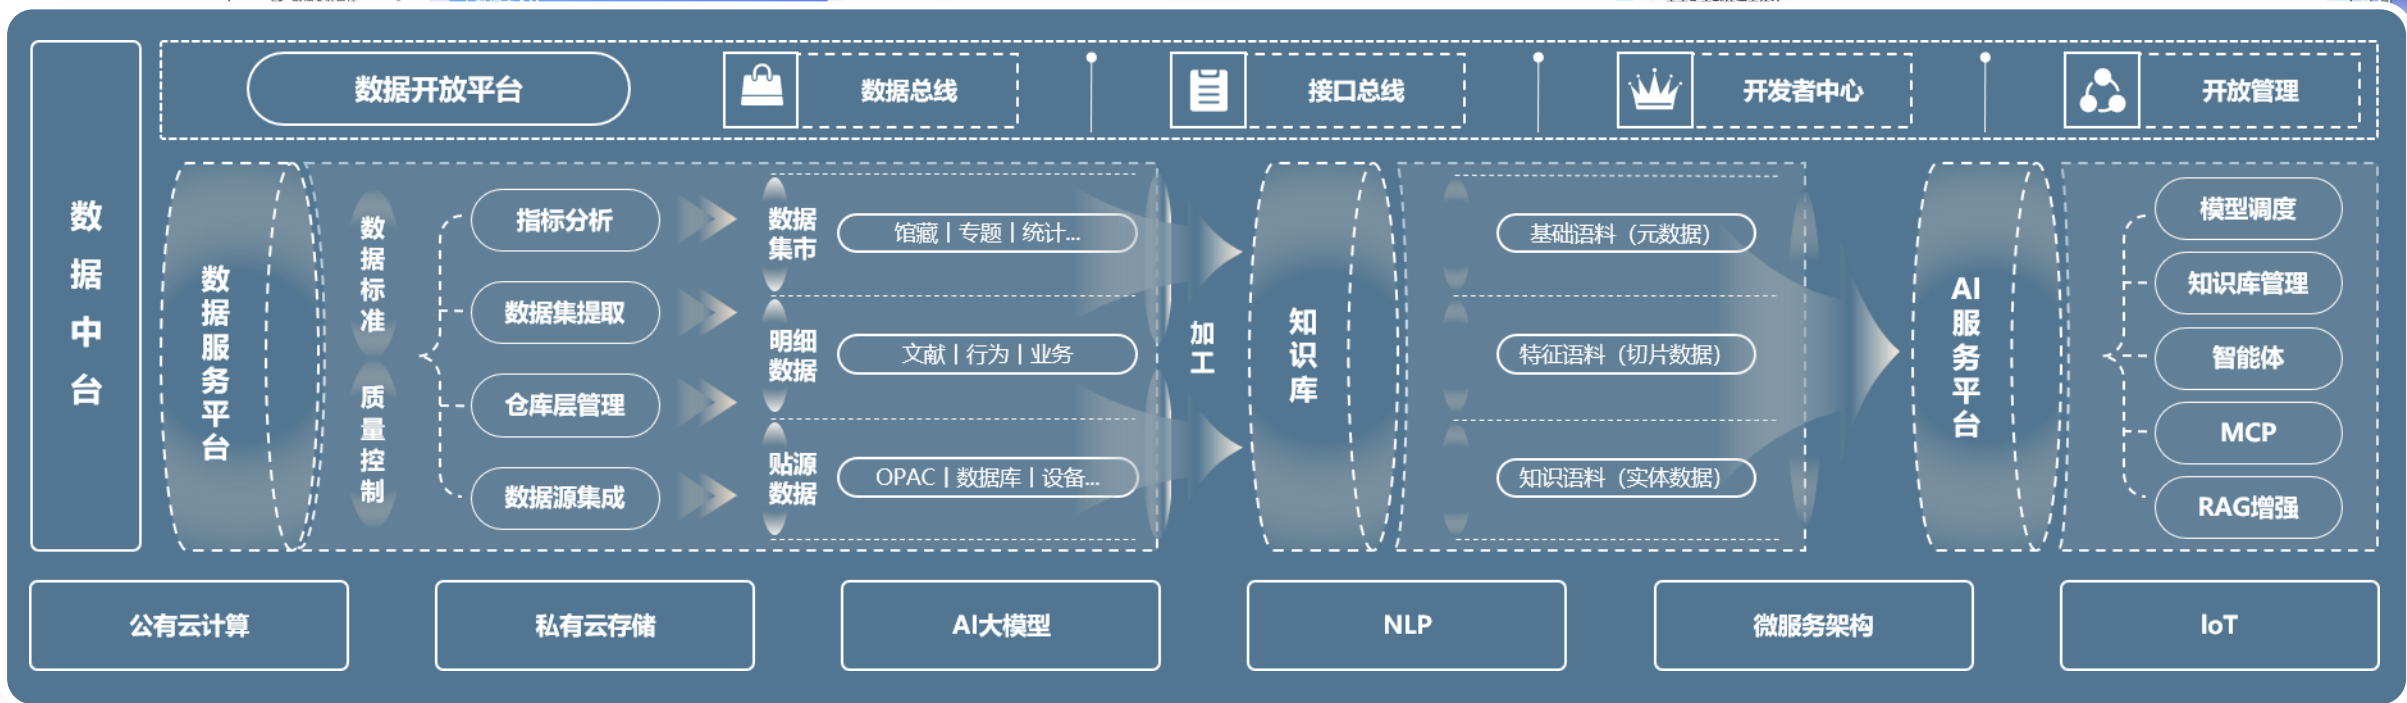 数据中台
数据开放平台
数据总线
接口总线
开发者中心
开放管理
数据服务平台
数据标准
质量控制
指标分析
数据集提取
仓库层管理
数据源集成
数据
集市
馆藏 | 专题 | 统计...
明细
数据
文献 | 行为 | 业务
贴源
数据
OPAC | 数据库 | 设备...
加工
知识库
基础语料（元数据）
特征语料（切片数据）
知识语料（实体数据）
AI服务平台
模型调度
知识库管理
智能体
MCP
RAG增强
公有云计算
私有云存储
AI大模型
NLP
微服务架构
IoT